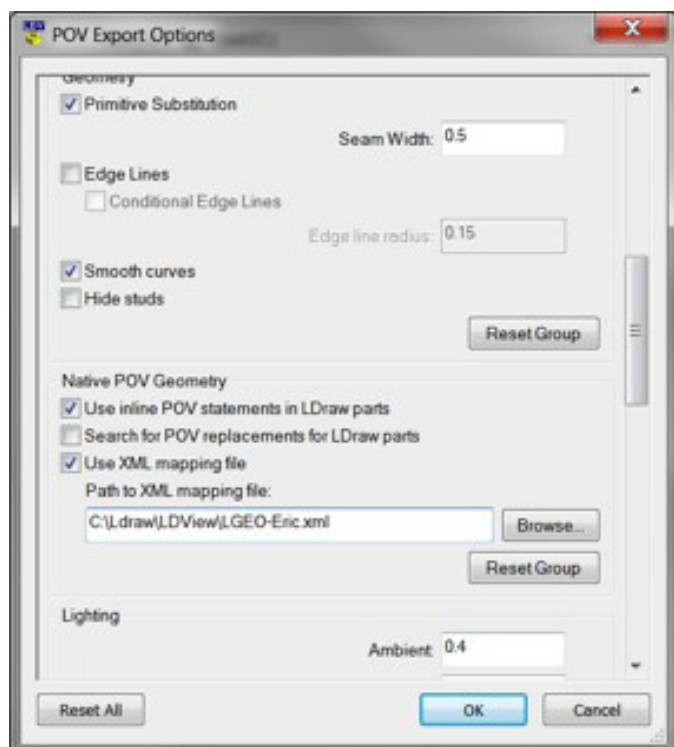 POV Export Options
Geometry
Primitive Substitution
Seam Width: 0.5
Edge Lines
Conditional Edge Lines
Edge line radius: 0.15
Smooth curves
Hide studs
Reset Group
Native POV Geometry
Use inline POV statements in LDraw parts
Search for POV replacements for LDraw parts
Use XML mapping file
Path to XML mapping file:
C:\Ldraw\LDView\LGEO-Eric.xml
Browse...
Reset Group
Lighting
Ambient: 0.4
Reset All
OK
Cancel